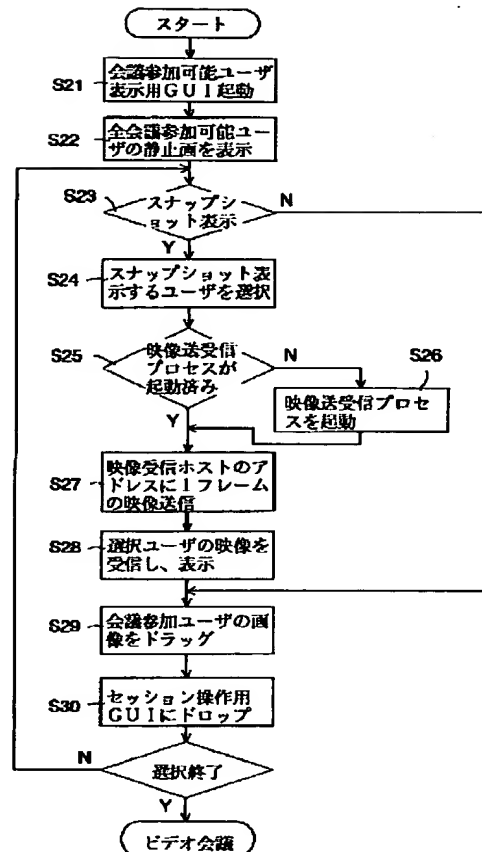 スタート
S21
会議参加可能ユーザ
表示用GUI起動
S22
全会議参加可能ユー
ザの静止画を表示
S23
スナップシ
ョット表示
N
Y
S24
スナップショット表
示するユーザを選択
S25
映像送受信
プロセスが
起動済み
N
Y
S26
映像送受信プロセ
スを起動
S27
映像受信ホストのア
ドレスに1フレーム
の映像送信
S28
選択ユーザの映像を
受信し、表示
S29
会議参加ユーザの画
像をドラッグ
S30
セッション操作用
GUIにドロップ
N
選択終了
Y
ビデオ会議